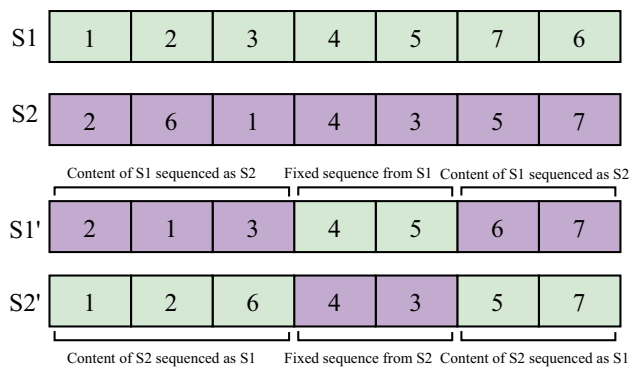 S1 1 2 3 4 5 7 6
S2 2 6 1 4 3 5 7
Content of S1 sequenced as S2 Fixed sequence from S1 Content of S1 sequenced as S2
S1' 2 1 3 4 5 6 7
S2' 1 2 6 4 3 5 7
Content of S2 sequenced as S1 Fixed sequence from S2 Content of S2 sequenced as S1